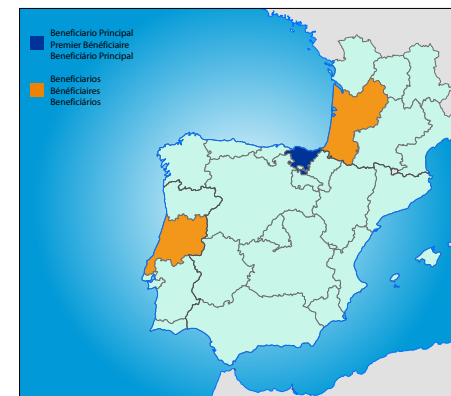 Beneficiario Principal
Premier Bénéficiaire
Beneficiário Principal
Beneficiarios
Bénéficiaires
Beneficiários